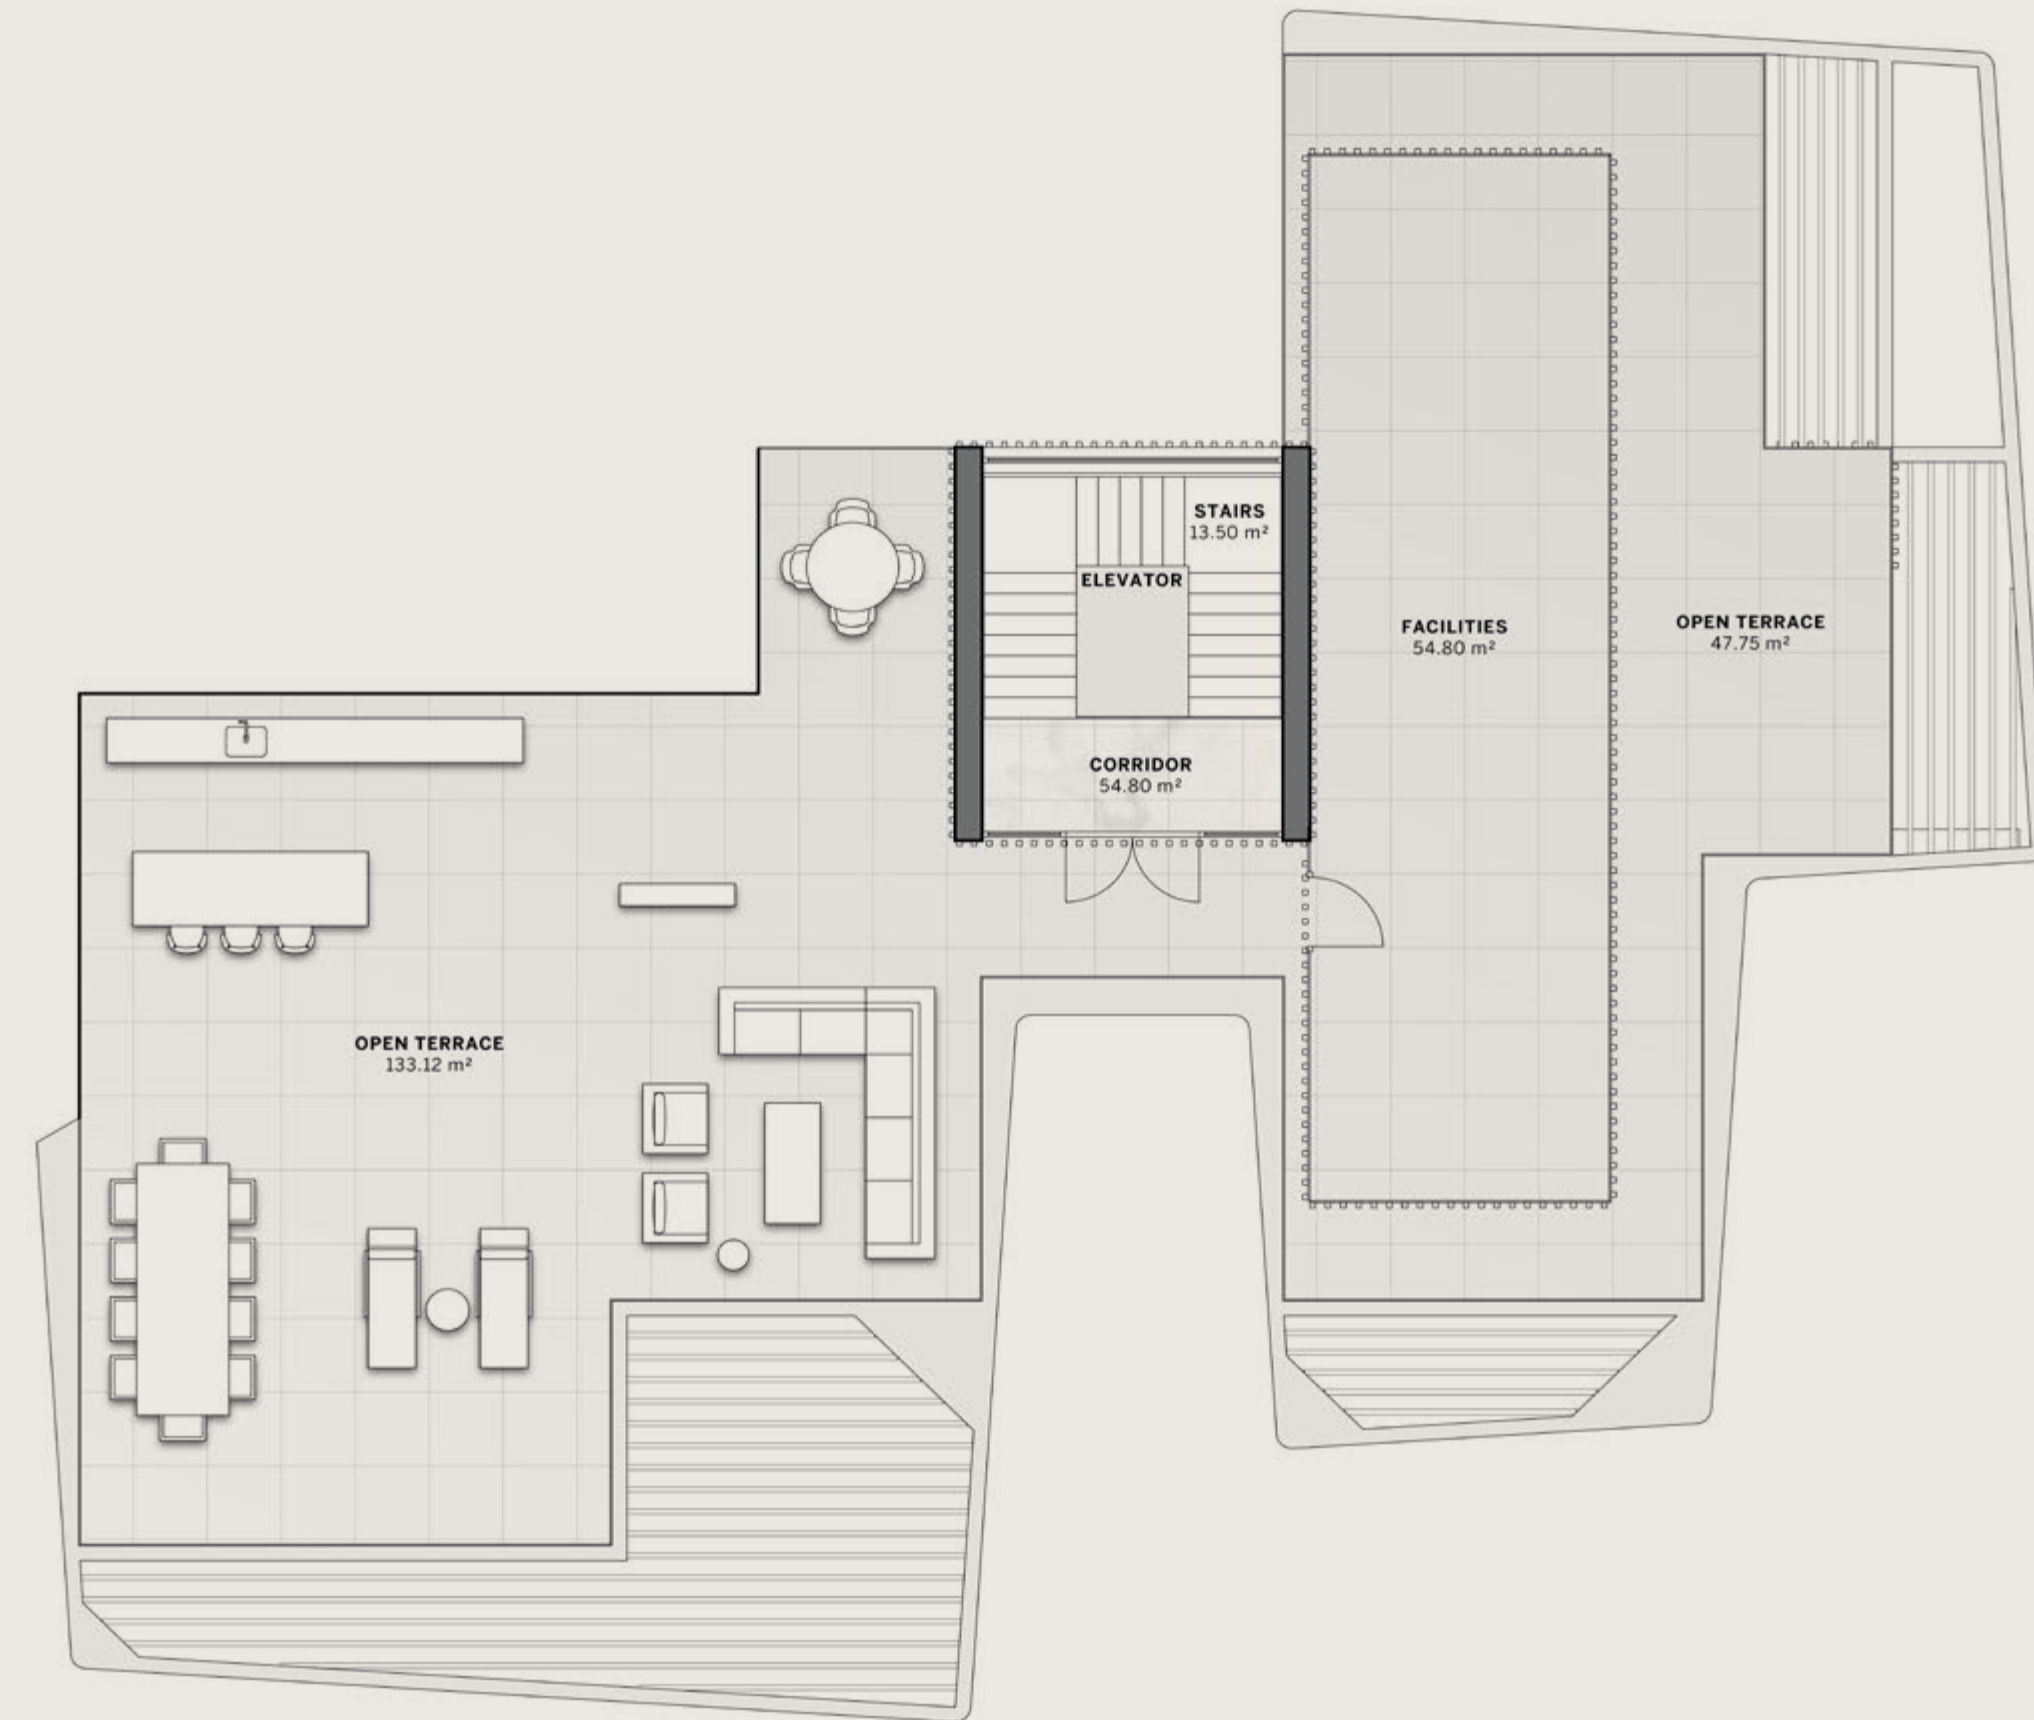 STAIRS
13.50 m²
ELEVATOR
FACILITIES
54.80 m²
OPEN TERRACE
47.75 m²
CORRIDOR
54.80 m²
OPEN TERRACE
133.12 m²